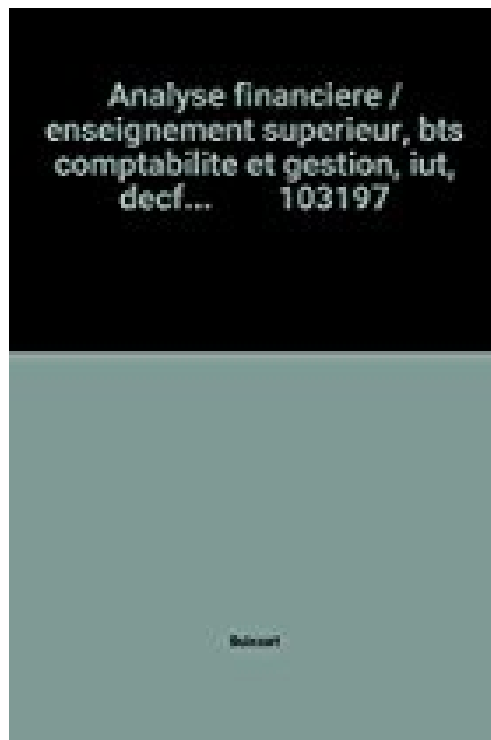 Analyse financiere /
enseignement superieur, bts
comptabilite et gestion, iut,
decf... 103197